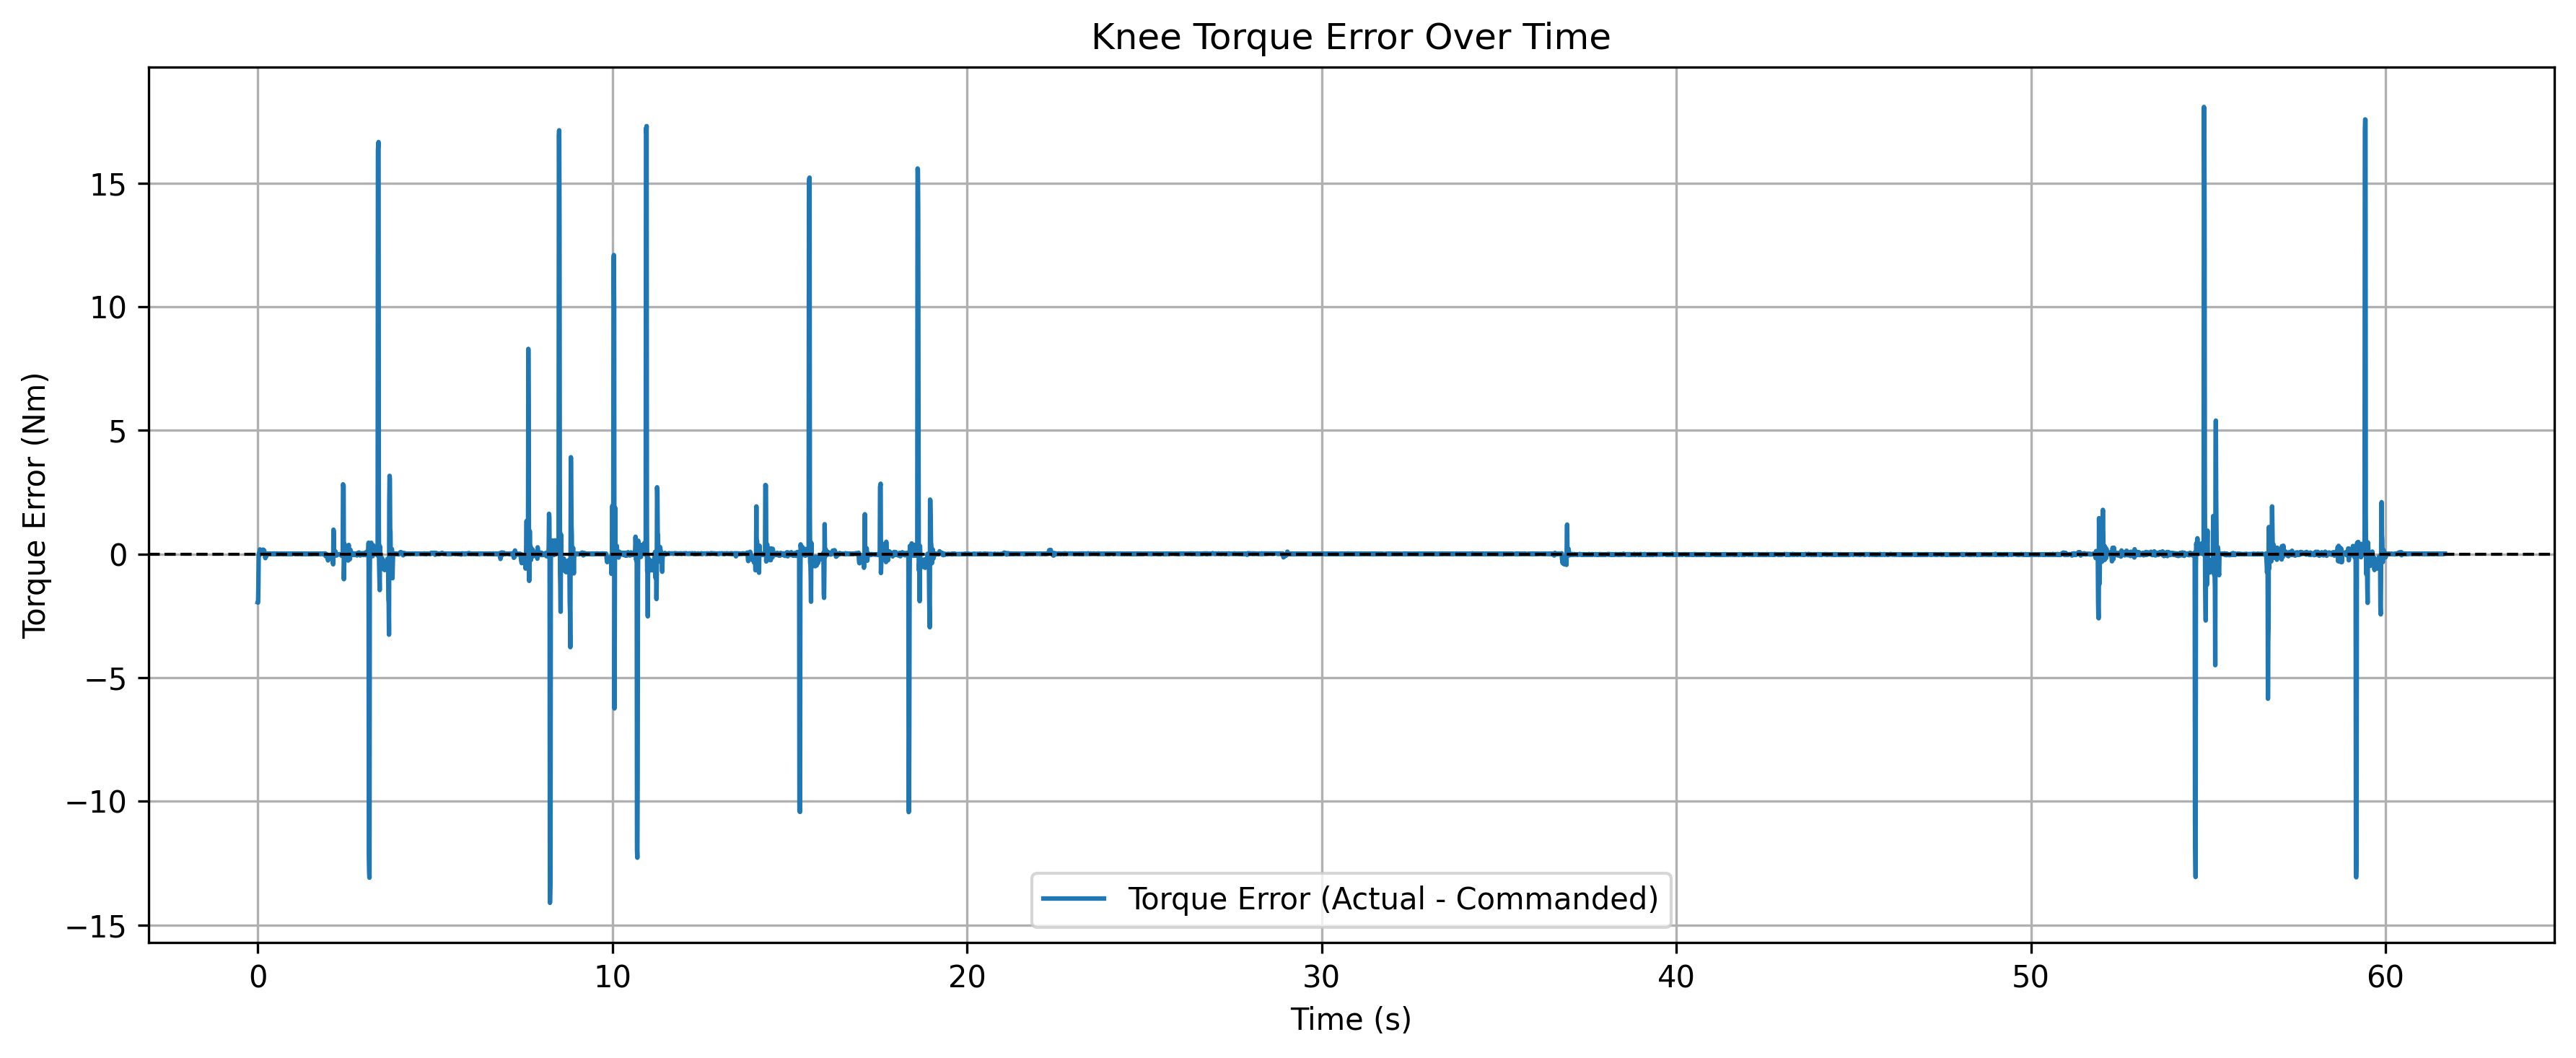 Knee Torque Error Over Time
Torque Error (Nm)
15
10
5
0
−5
−10
−15
Torque Error (Actual - Commanded)
0 10 20 30 40 50 60
Time (s)